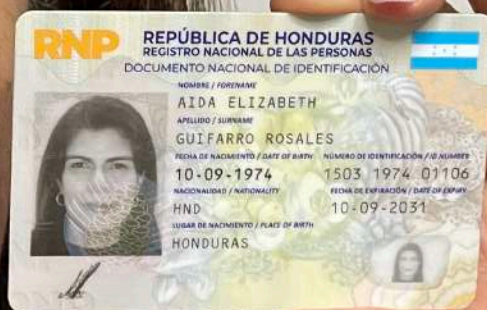 RNP
REPÚBLICA DE HONDURAS
REGISTRO NACIONAL DE LAS PERSONAS
DOCUMENTO NACIONAL DE IDENTIFICACIÓN
NOMBRE / FORENAME
AIDA ELIZABETH
APELLIDO / SURNAME
GUIFARRO ROSALES
FECHA DE NACIMIENTO / DATE OF BIRTH NÚMERO DE IDENTIFICACIÓN / ID NUMBER
10-09-1974 1503 1974 01106
NACIONALIDAD / NATIONALITY FECHA DE EXPIRACIÓN / DATE OF EXPIRY
HND 10-09-2031
LUGAR DE NACIMIENTO / PLACE OF BIRTH
HONDURAS